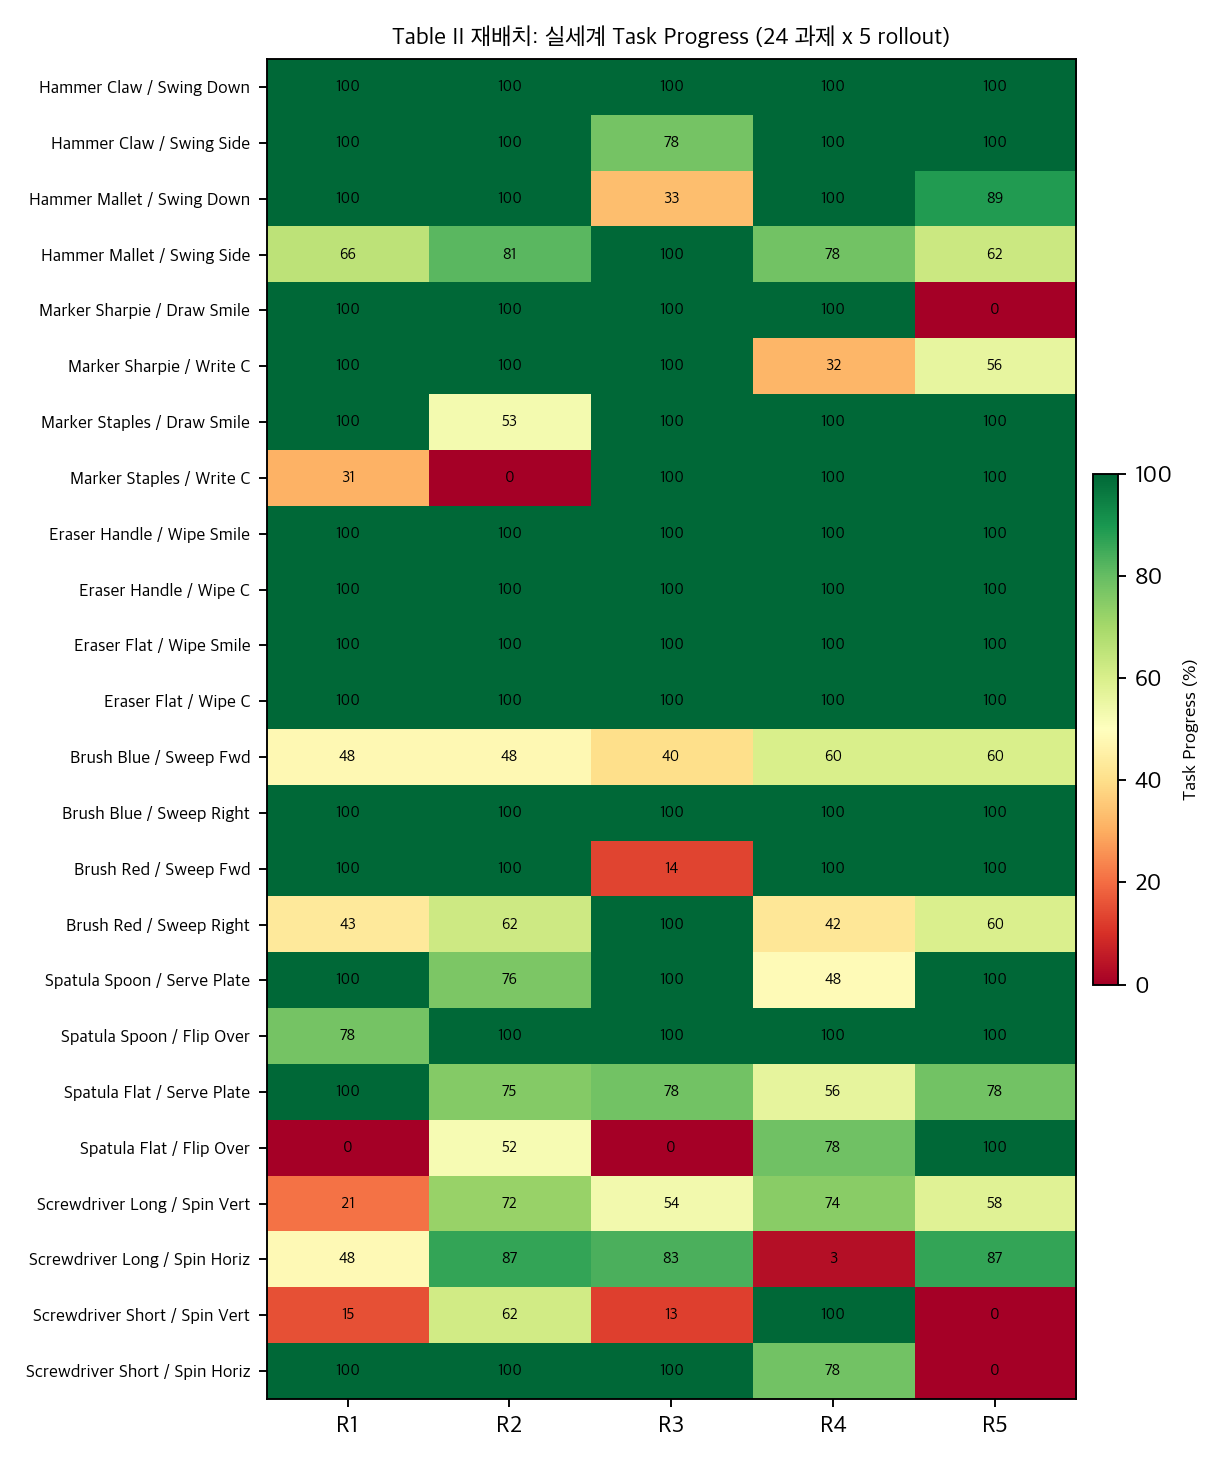 Table II 재배치: 실세계 Task Progress (24 과제 x 5 rollout)
Hammer Claw / Swing Down 100 100 100 100 100
Hammer Claw / Swing Side 100 100 78 100 100
Hammer Mallet / Swing Down 100 100 33 100 89
Hammer Mallet / Swing Side 66 81 100 78 62
Marker Sharpie / Draw Smile 100 100 100 100 0
Marker Sharpie / Write C 100 100 100 32 56
Marker Staples / Draw Smile 100 53 100 100 100
Marker Staples / Write C 31 0 100 100 100
Eraser Handle / Wipe Smile 100 100 100 100 100
Eraser Handle / Wipe C 100 100 100 100 100
Eraser Flat / Wipe Smile 100 100 100 100 100
Eraser Flat / Wipe C 100 100 100 100 100
Brush Blue / Sweep Fwd 48 48 40 60 60
Brush Blue / Sweep Right 100 100 100 100 100
Brush Red / Sweep Fwd 100 100 14 100 100
Brush Red / Sweep Right 43 62 100 42 60
Spatula Spoon / Serve Plate 100 76 100 48 100
Spatula Spoon / Flip Over 78 100 100 100 100
Spatula Flat / Serve Plate 100 75 78 56 78
Spatula Flat / Flip Over 0 52 0 78 100
Screwdriver Long / Spin Vert 21 72 54 74 58
Screwdriver Long / Spin Horiz 48 87 83 3 87
Screwdriver Short / Spin Vert 15 62 13 100 0
Screwdriver Short / Spin Horiz 100 100 100 78 0
R1 R2 R3 R4 R5
100
80
60
40
20
0
Task Progress (%)